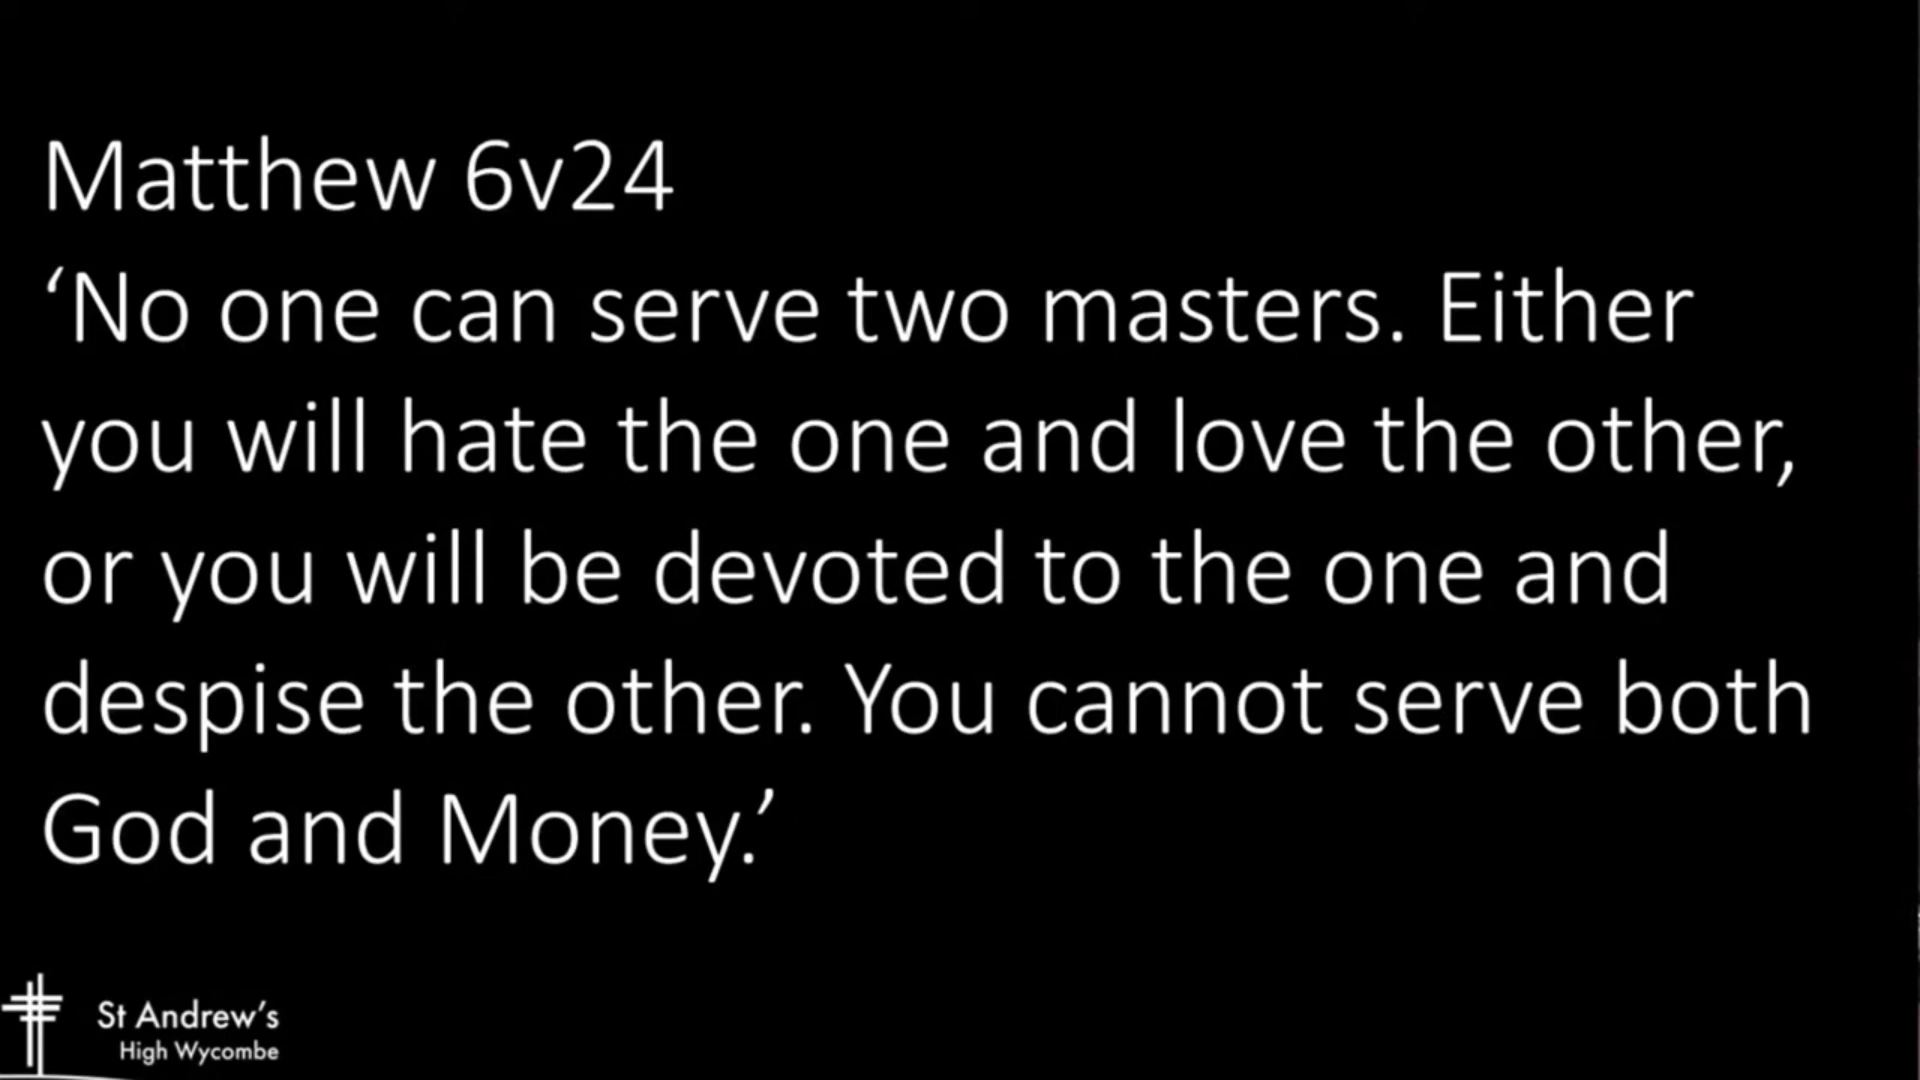 Matthew 6v24
‘No one can serve two masters. Either
you will hate the one and love the other,
or you will be devoted to the one and
despise the other. You cannot serve both
God and Money.’
St Andrew’s
High Wycombe